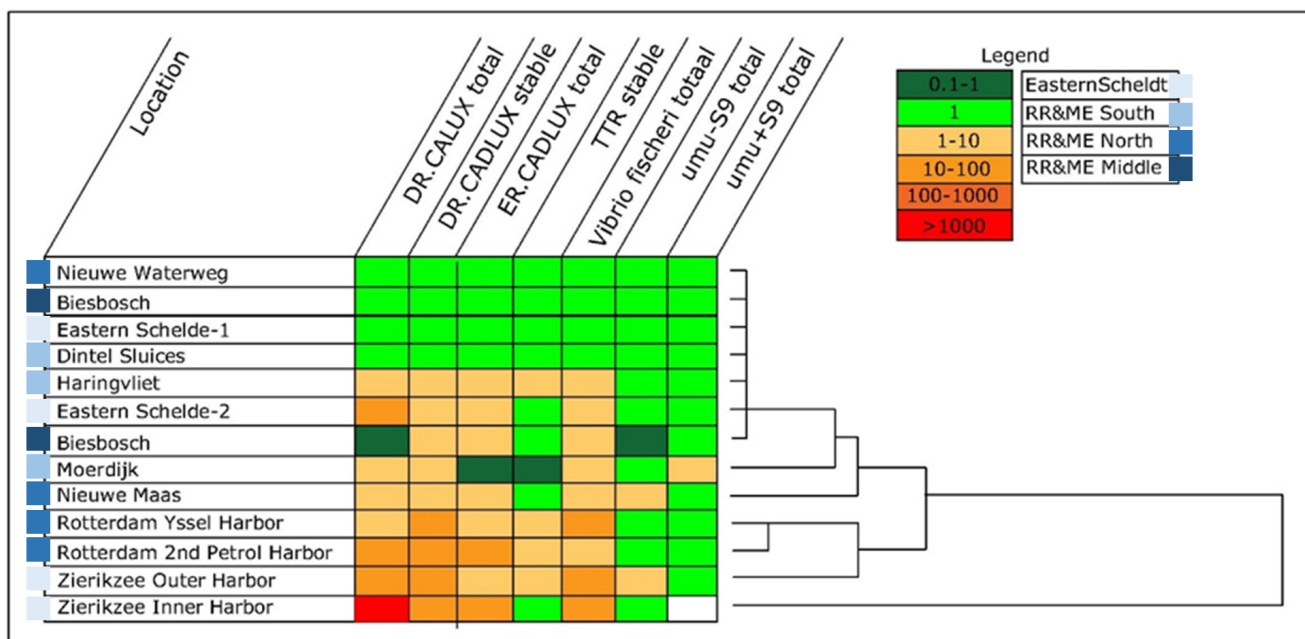 Location
DR.CALUX total
DR.CADLUX stable
ER.CADLUX total
TTR stable
Vibrio fischeri totaal
umu-S9 total
umu+S9 total
Legend
0.1-1
EasternScheldt
1
RR&ME South
1-10
RR&ME North
10-100
RR&ME Middle
100-1000
>1000
Nieuwe Waterweg
Biesbosch
Eastern Schelde-1
Dintel Sluices
Haringvliet
Eastern Schelde-2
Biesbosch
Moerdijk
Nieuwe Maas
Rotterdam Yssel Harbor
Rotterdam 2nd Petrol Harbor
Zierikzee Outer Harbor
Zierikzee Inner Harbor